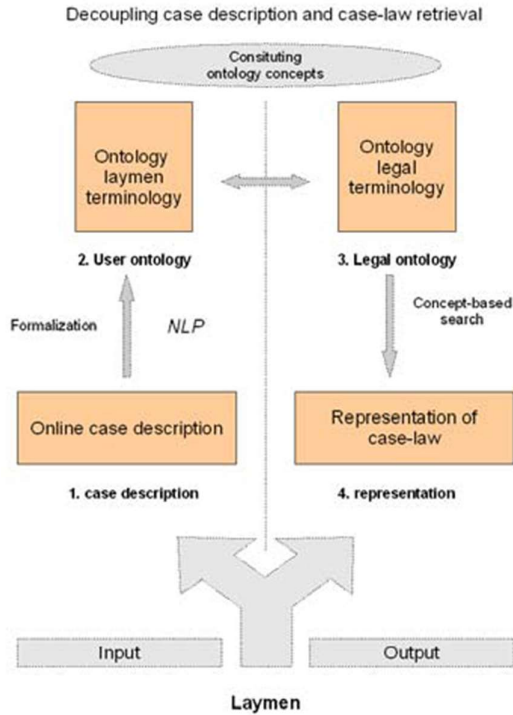 Decoupling case description and case-law retrieval
Consituting
ontology concepts
Ontology
laymen
terminology
Ontology
legal
terminology
2. User ontology
3. Legal ontology
Formalization
NLP
Concept-based
search
Online case description
Representation of
case-law
1. case description
4. representation
Input
Output
Laymen